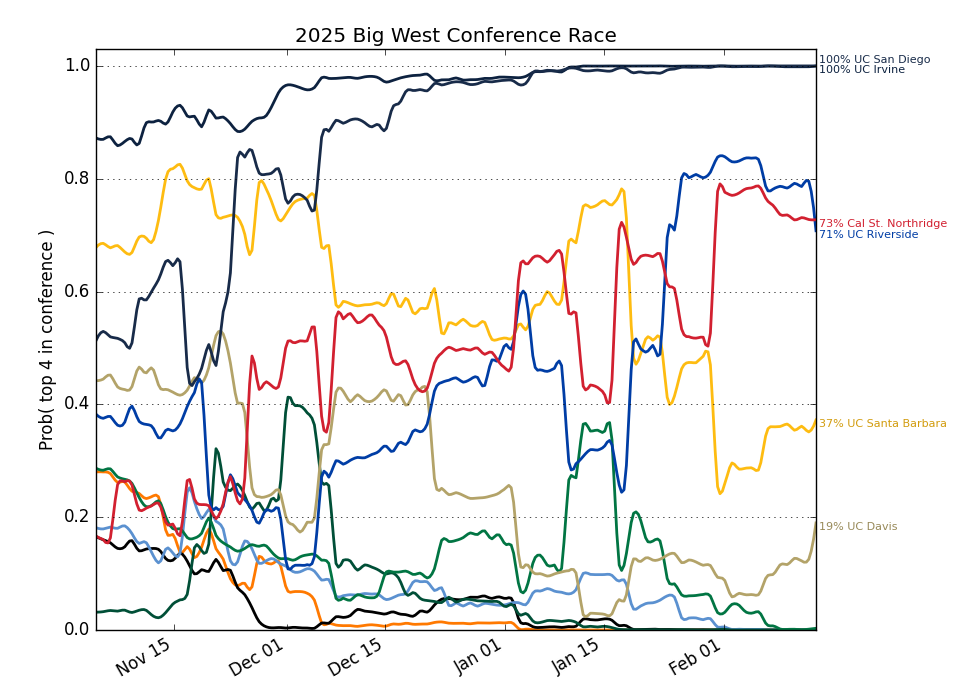 2025 Big West Conference Race
Prob( top 4 in conference )
1.0
0.8
0.6
0.4
0.2
0.0
Nov 15
Dec 01
Dec 15
Jan 01
Jan 15
Feb 01
100% UC San Diego
100% UC Irvine
73% Cal St. Northridge
71% UC Riverside
37% UC Santa Barbara
19% UC Davis